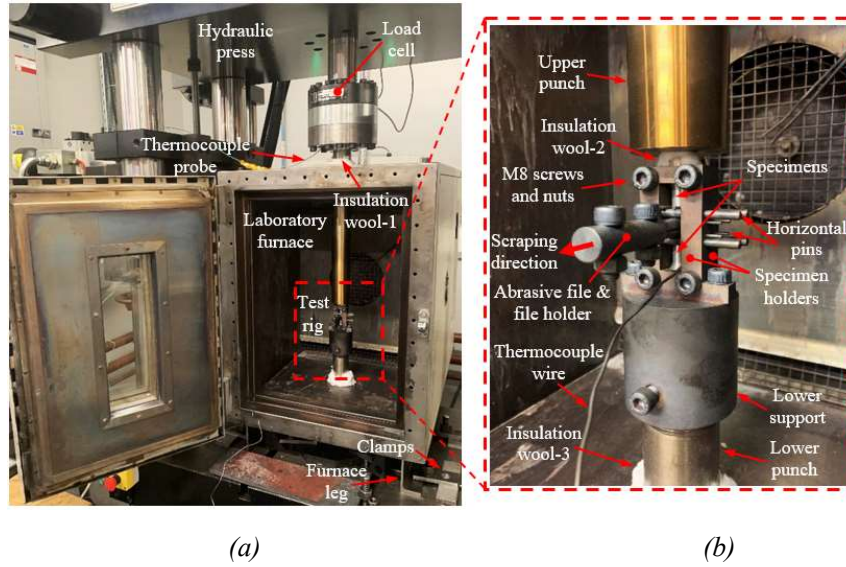 Hydraulic
press
Load
cell
Thermocouple
probe
Insulation
wool-1
Laboratory
furnace
Test
rig
Clamps
Furnace
leg
Upper
punch
Insulation
wool-2
M8 screws
and nuts
Specimens
Scraping
direction
Horizontal
pins
Abrasive file &
file holder
Specimen
holders
Thermocouple
wire
Lower
support
Insulation
wool-3
Lower
punch
(a)
(b)